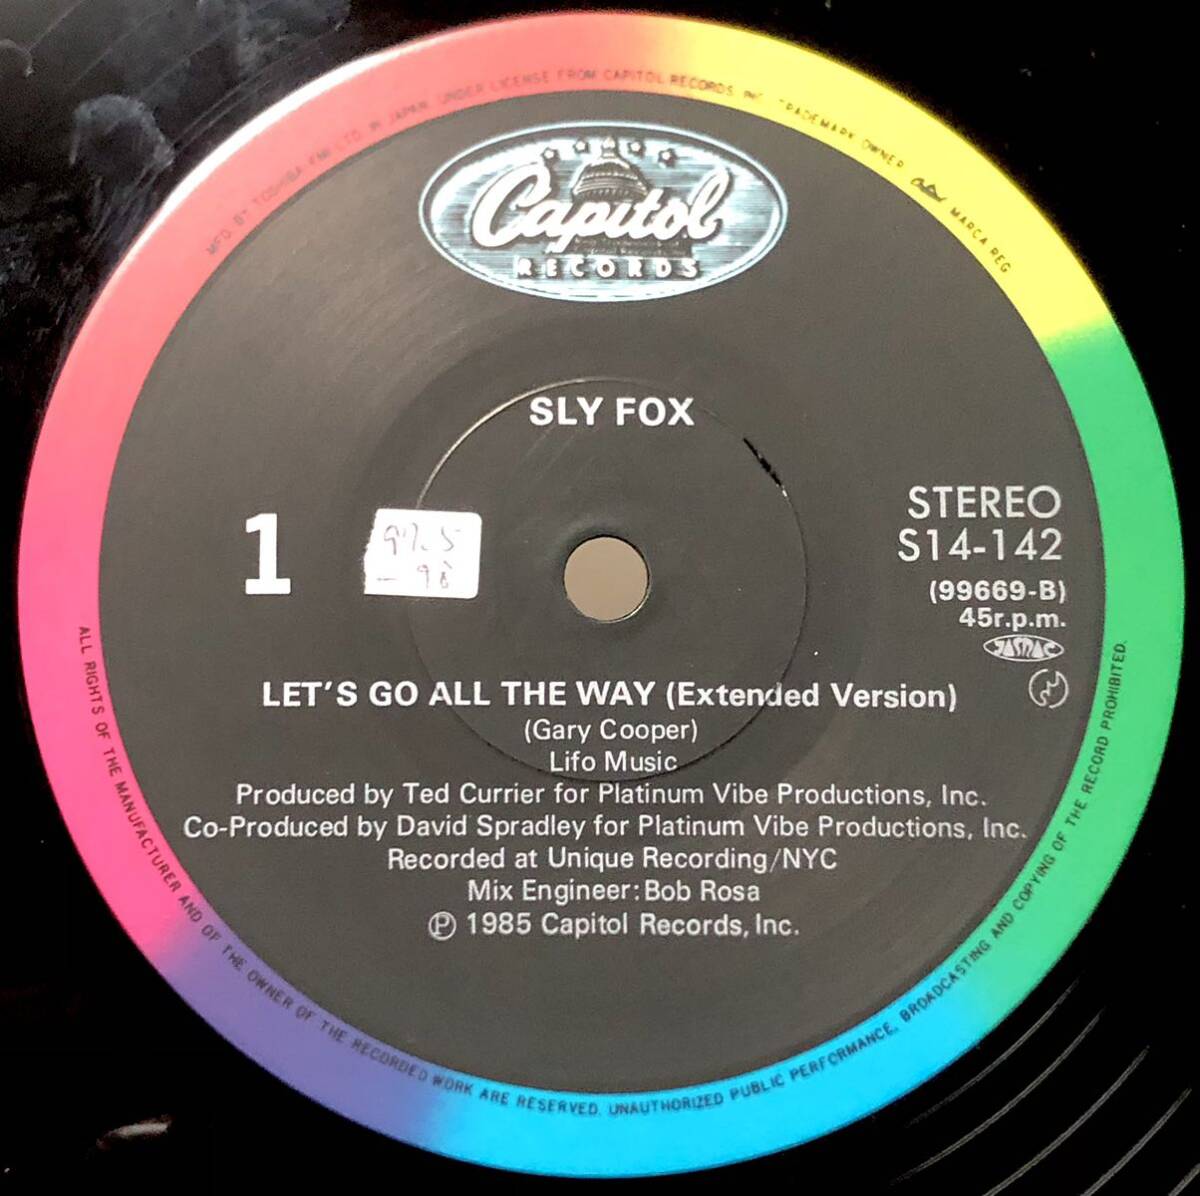 MFD. BY TOSHIBA-EMI LTD. IN JAPAN UNDER LICENSE FROM CAPITOL RECORDS, INC. TRADEMARK OWNER Capitol MARCA REG
Capitol
RECORDS
SLY FOX
1
97.5
98
STEREO
S14-142
(99669-B)
45r.p.m.
JASRAC
LET'S GO ALL THE WAY (Extended Version)
(Gary Cooper)
Lifo Music
Produced by Ted Currier for Platinum Vibe Productions, Inc.
Co-Produced by David Spradley for Platinum Vibe Productions, Inc.
Recorded at Unique Recording/NYC
Mix Engineer:Bob Rosa
Ⓟ 1985 Capitol Records, Inc.
ALL RIGHTS OF THE MANUFACTURER AND OF THE OWNER OF THE RECORDED WORK ARE RESERVED. UNAUTHORIZED PUBLIC PERFORMANCE, BROADCASTING AND COPYING OF THE RECORD PROHIBITED.